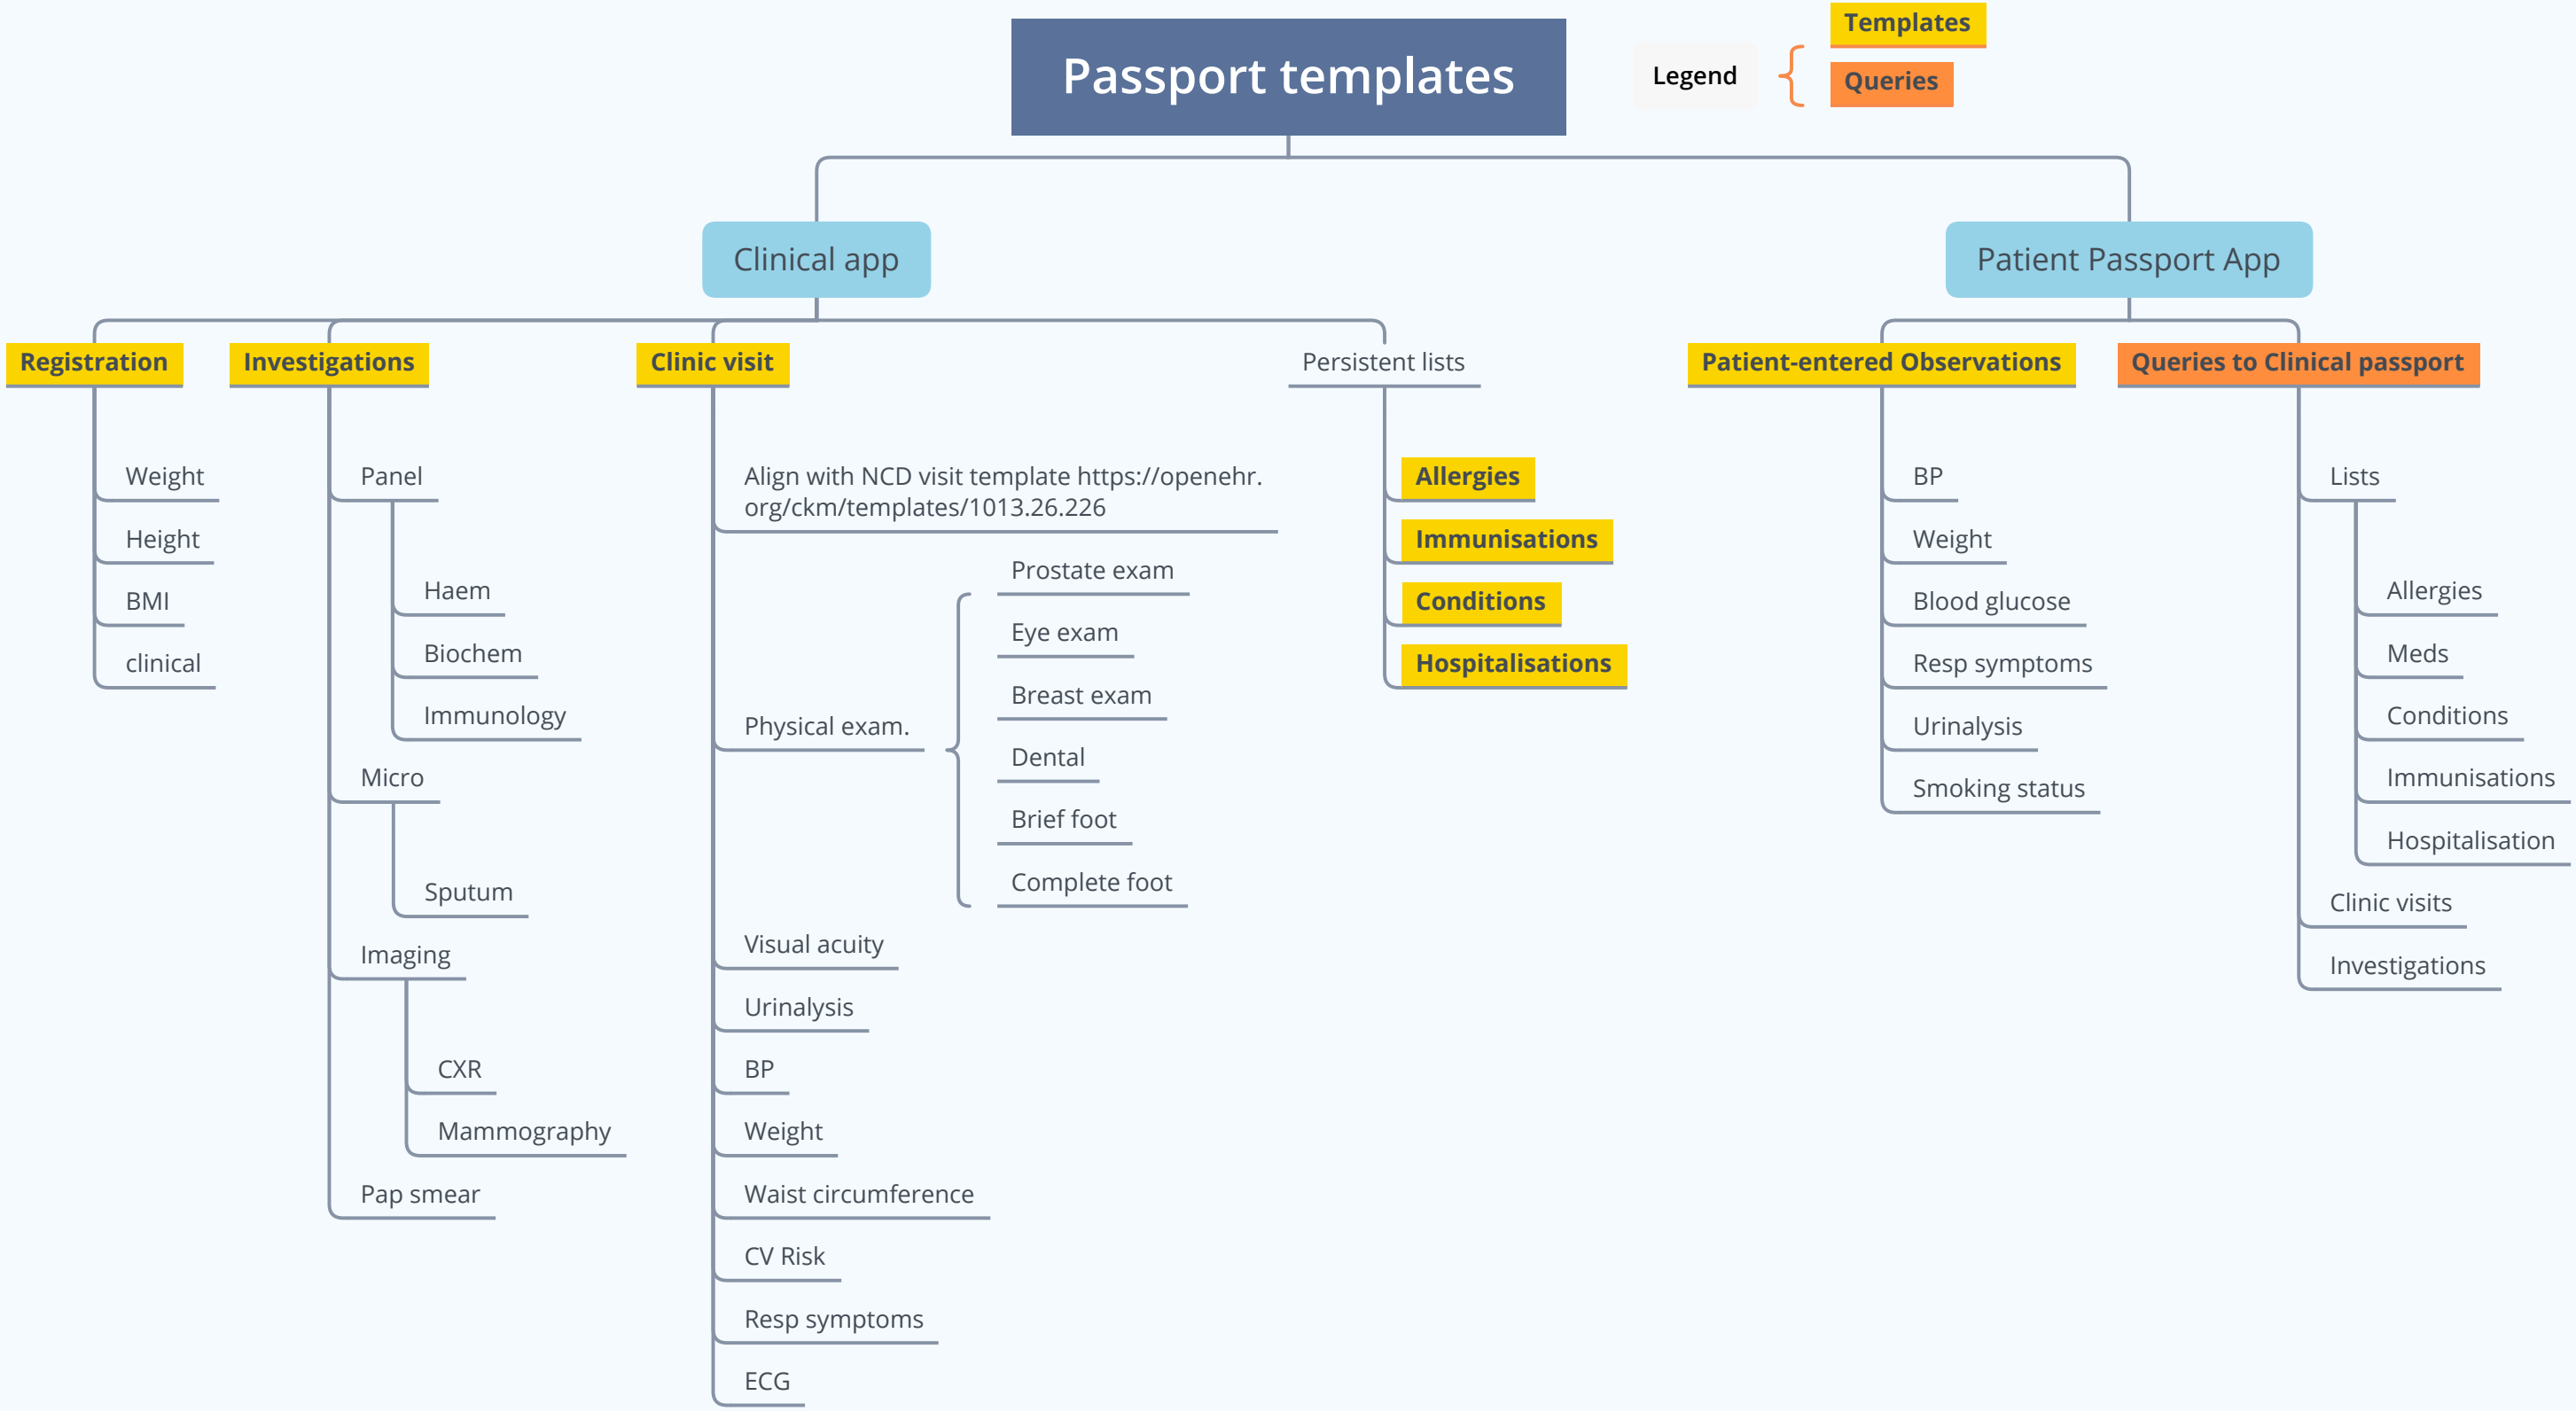 Passport templates
Legend
Templates
Queries
Clinical app
Patient Passport App
Registration
Weight
Height
BMI
clinical
Investigations
Panel
Haem
Biochem
Immunology
Micro
Sputum
Imaging
CXR
Mammography
Pap smear
Clinic visit
Align with NCD visit template https://openehr.
org/ckm/templates/1013.26.226
Physical exam.
Prostate exam
Eye exam
Breast exam
Dental
Brief foot
Complete foot
Visual acuity
Urinalysis
BP
Weight
Waist circumference
CV Risk
Resp symptoms
ECG
Persistent lists
Allergies
Immunisations
Conditions
Hospitalisations
Patient-entered Observations
BP
Weight
Blood glucose
Resp symptoms
Urinalysis
Smoking status
Queries to Clinical passport
Lists
Allergies
Meds
Conditions
Immunisations
Hospitalisation
Clinic visits
Investigations